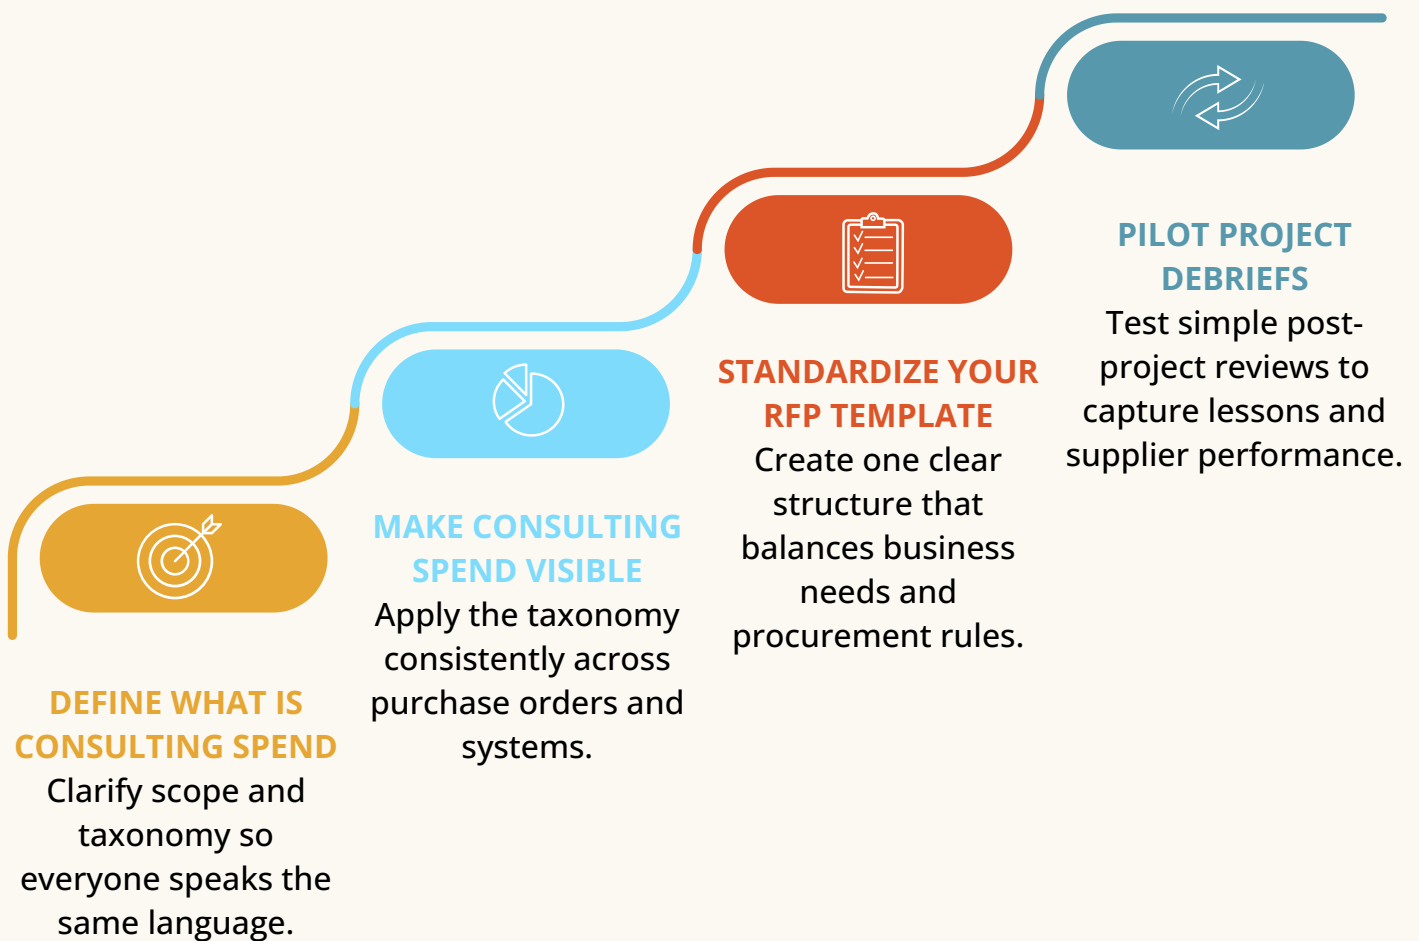 DEFINE WHAT IS
CONSULTING SPEND
Clarify scope and
taxonomy so
everyone speaks the
same language.
MAKE CONSULTING
SPEND VISIBLE
Apply the taxonomy
consistently across
purchase orders and
systems.
STANDARDIZE YOUR
RFP TEMPLATE
Create one clear
structure that
balances business
needs and
procurement rules.
PILOT PROJECT
DEBRIEFS
Test simple post-
project reviews to
capture lessons and
supplier performance.